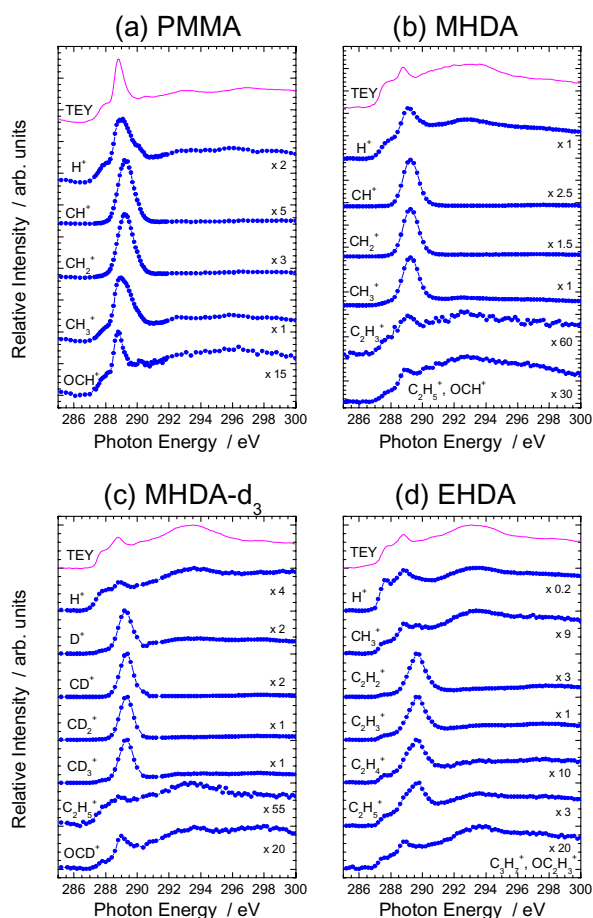 (a) PMMA
TEY
H⁺
x 2
CH⁺
x 5
CH₂⁺
x 3
CH₃⁺
x 1
OCH⁺
x 15
286 288 290 292 294 296 298 300
Photon Energy / eV
Relative Intensity / arb. units
(b) MHDA
TEY
H⁺
x 1
CH⁺
x 2.5
CH₂⁺
x 1.5
CH₃⁺
x 1
C₂H₃⁺
x 60
C₂H₅⁺, OCH⁺
x 30
286 288 290 292 294 296 298 300
Photon Energy / eV
(c) MHDA-d₃
TEY
H⁺
x 4
D⁺
x 2
CD⁺
x 2
CD₂⁺
x 1
CD₃⁺
x 1
C₂H₅⁺
x 55
OCD⁺
x 20
286 288 290 292 294 296 298 300
Photon Energy / eV
Relative Intensity / arb. units
(d) EHDA
TEY
H⁺
x 0.2
CH₃⁺
x 9
C₂H₂⁺
x 3
C₂H₃⁺
x 1
C₂H₄⁺
x 10
C₂H₅⁺
x 3
x 20
C₃H₇⁺, OC₂H₃⁺
286 288 290 292 294 296 298 300
Photon Energy / eV